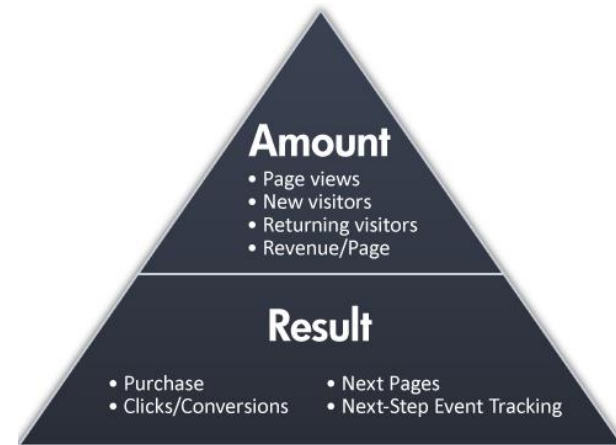 Amount
• Page views
• New visitors
• Returning visitors
• Revenue/Page
Result
• Purchase
• Clicks/Conversions
• Next Pages
• Next-Step Event Tracking